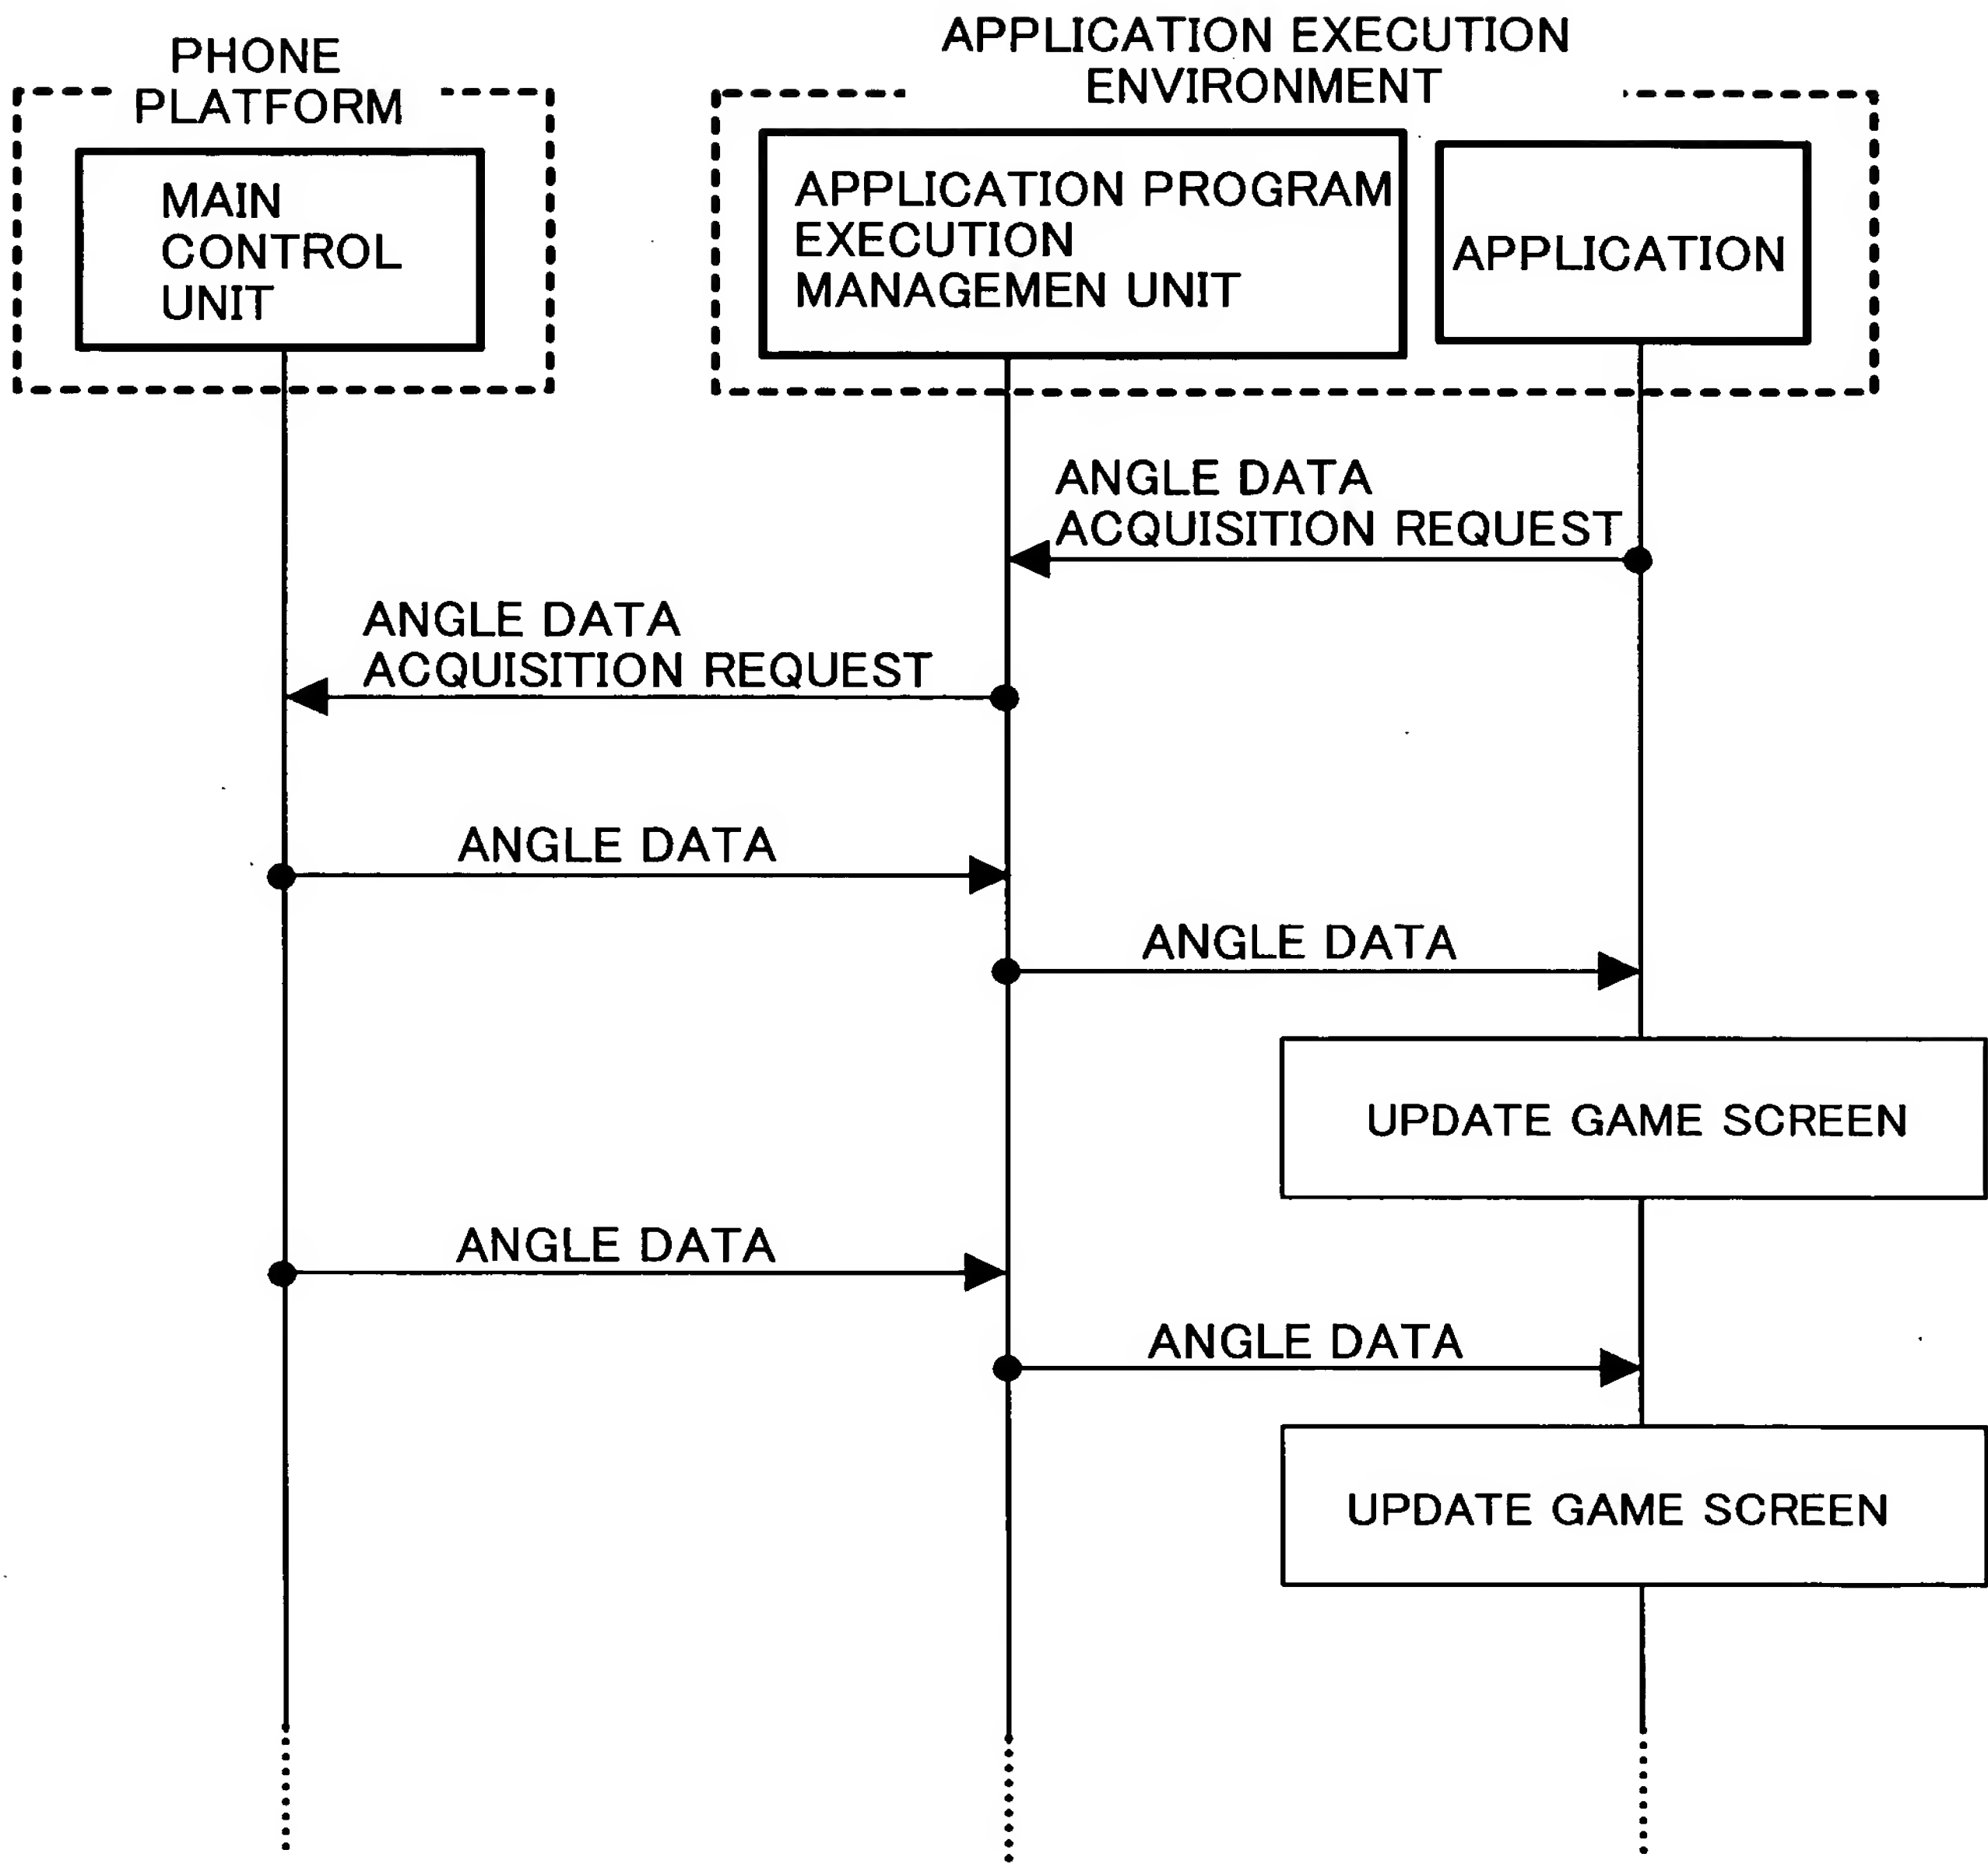 PHONE
PLATFORM
APPLICATION EXECUTION
ENVIRONMENT
MAIN
CONTROL
UNIT
APPLICATION PROGRAM
EXECUTION
MANAGEMEN UNIT
APPLICATION
ANGLE DATA
ACQUISITION REQUEST
ANGLE DATA
ACQUISITION REQUEST
ANGLE DATA
ANGLE DATA
UPDATE GAME SCREEN
ANGLE DATA
ANGLE DATA
UPDATE GAME SCREEN